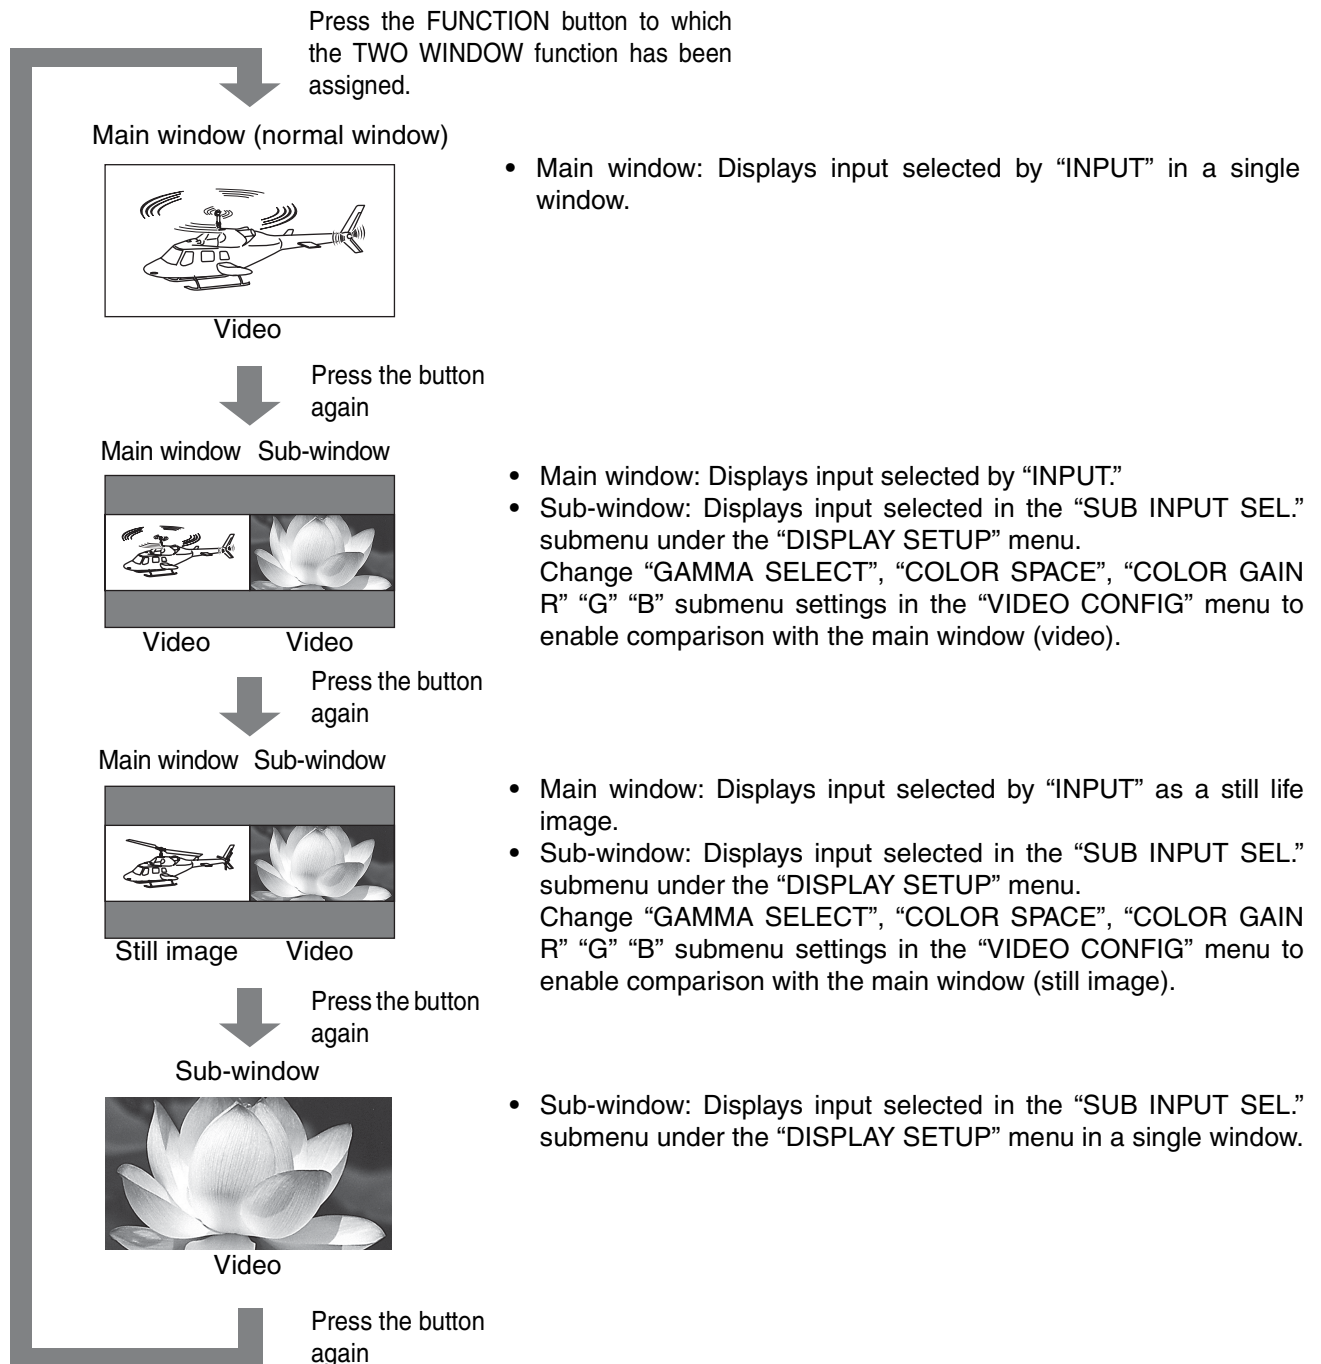 Press the FUNCTION button to which
the TWO WINDOW function has been
assigned.
Main window (normal window)
• Main window: Displays input selected by “INPUT” in a single
window.
Video
Press the button
again
Main window Sub-window
• Main window: Displays input selected by “INPUT.”
• Sub-window: Displays input selected in the “SUB INPUT SEL.”
submenu under the “DISPLAY SETUP” menu.
Change “GAMMA SELECT”, “COLOR SPACE”, “COLOR GAIN
R” “G” “B” submenu settings in the “VIDEO CONFIG” menu to
enable comparison with the main window (video).
Video Video
Press the button
again
Main window Sub-window
• Main window: Displays input selected by “INPUT” as a still life
image.
• Sub-window: Displays input selected in the “SUB INPUT SEL.”
submenu under the “DISPLAY SETUP” menu.
Change “GAMMA SELECT”, “COLOR SPACE”, “COLOR GAIN
R” “G” “B” submenu settings in the “VIDEO CONFIG” menu to
enable comparison with the main window (still image).
Still image Video
Press the button
again
Sub-window
• Sub-window: Displays input selected in the “SUB INPUT SEL.”
submenu under the “DISPLAY SETUP” menu in a single window.
Video
Press the button
again